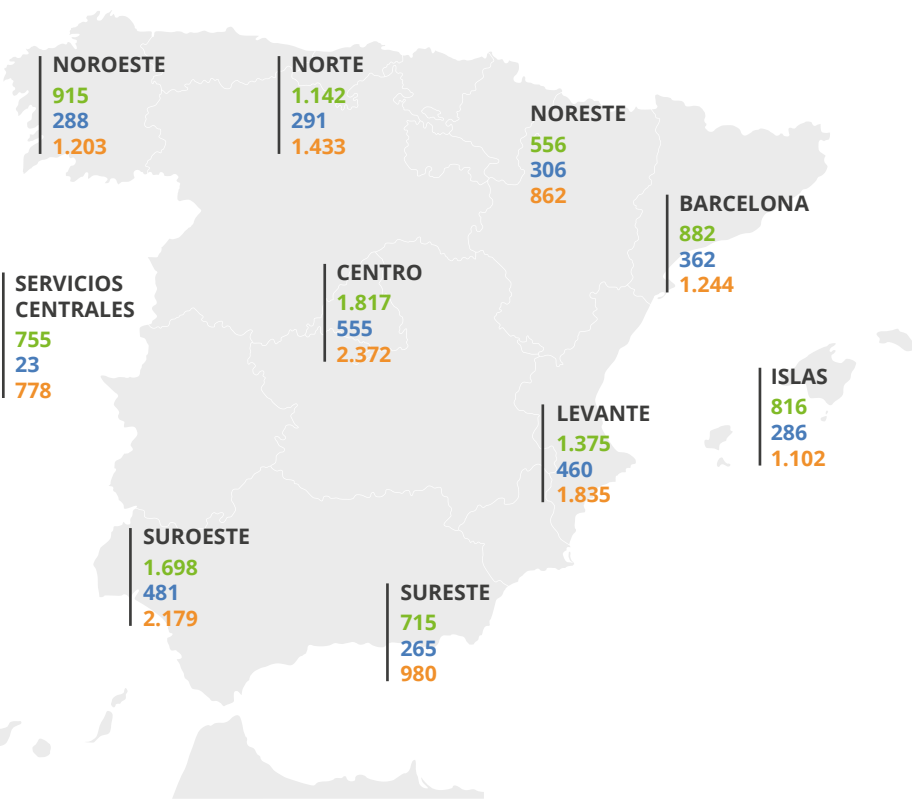 NOROESTE
915
288
1.203
NORTE
1.142
291
1.433
NORESTE
556
306
862
BARCELONA
882
362
1.244
SERVICIOS
CENTRALES
755
23
778
CENTRO
1.817
555
2.372
ISLAS
816
286
1.102
LEVANTE
1.375
460
1.835
SUROESTE
1.698
481
2.179
SURESTE
715
265
980